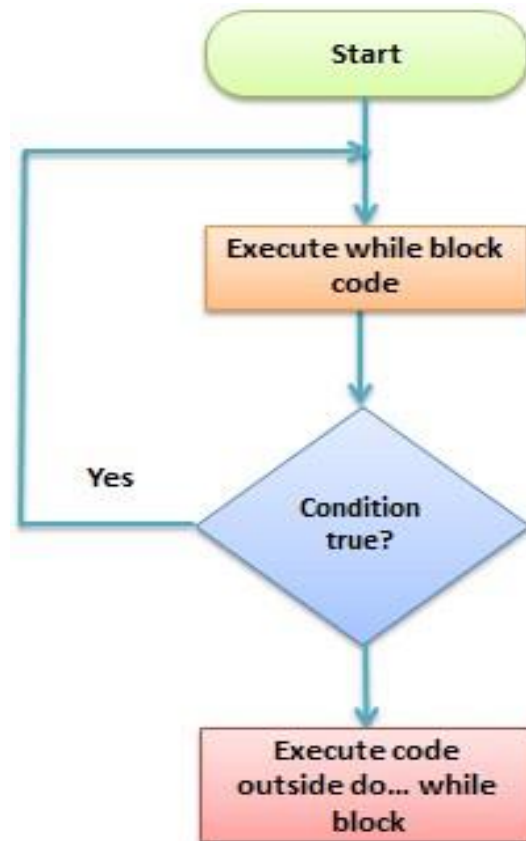 Start
Execute while block
code
Yes
Condition
true?
Execute code
outside do... while
block